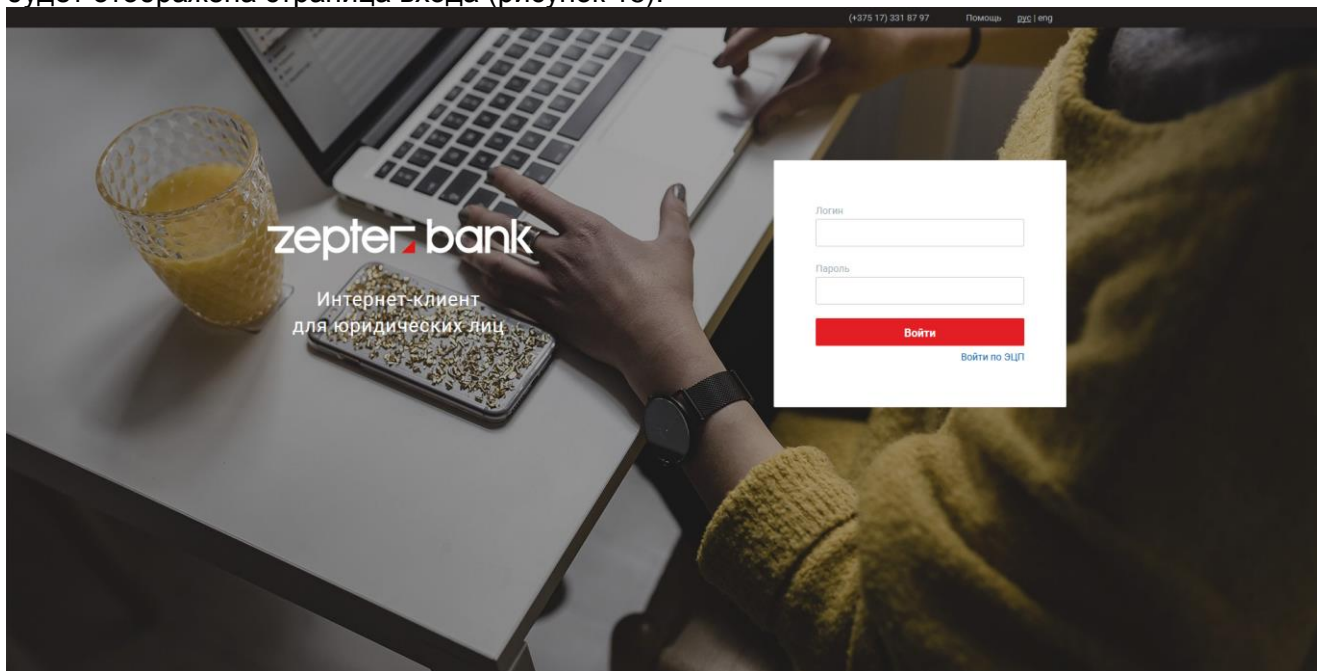 (+375 17) 331 87 97 Помощь рус | eng
zepter bank
Интернет-клиент
для юридических лиц
Логин
Пароль
Войти
Войти по ЭЦП